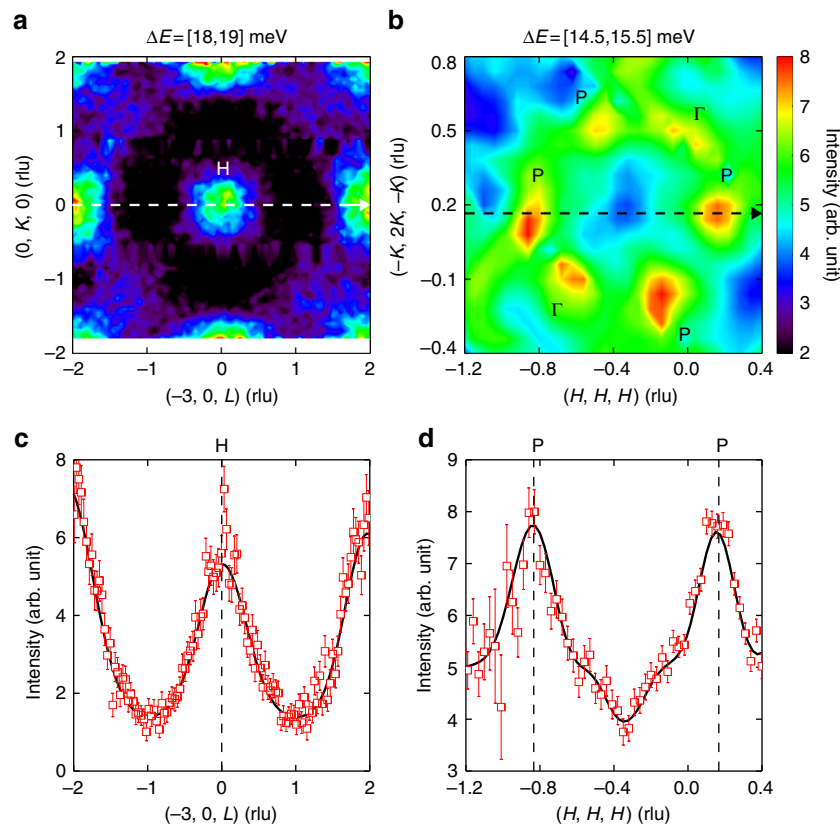 a
ΔE=[18,19] meV
2
1
0
−1
−2
(0, K, 0) (rlu)
H
−2 −1 0 1 2
(−3, 0, L) (rlu)
b
ΔE=[14.5,15.5] meV
0.8
0.5
0.2
−0.1
−0.4
(−K, 2K, −K) (rlu)
P
Γ
P
P
Γ
P
−1.2 −0.8 −0.4 0.0 0.4
(H, H, H) (rlu)
8
7
6
5
4
3
2
Intensity (arb. unit)
c
H
8
6
4
2
0
Intensity (arb. unit)
−2 −1 0 1 2
(−3, 0, L) (rlu)
d
P P
9
8
7
6
5
4
3
Intensity (arb. unit)
−1.2 −0.8 −0.4 0.0 0.4
(H, H, H) (rlu)